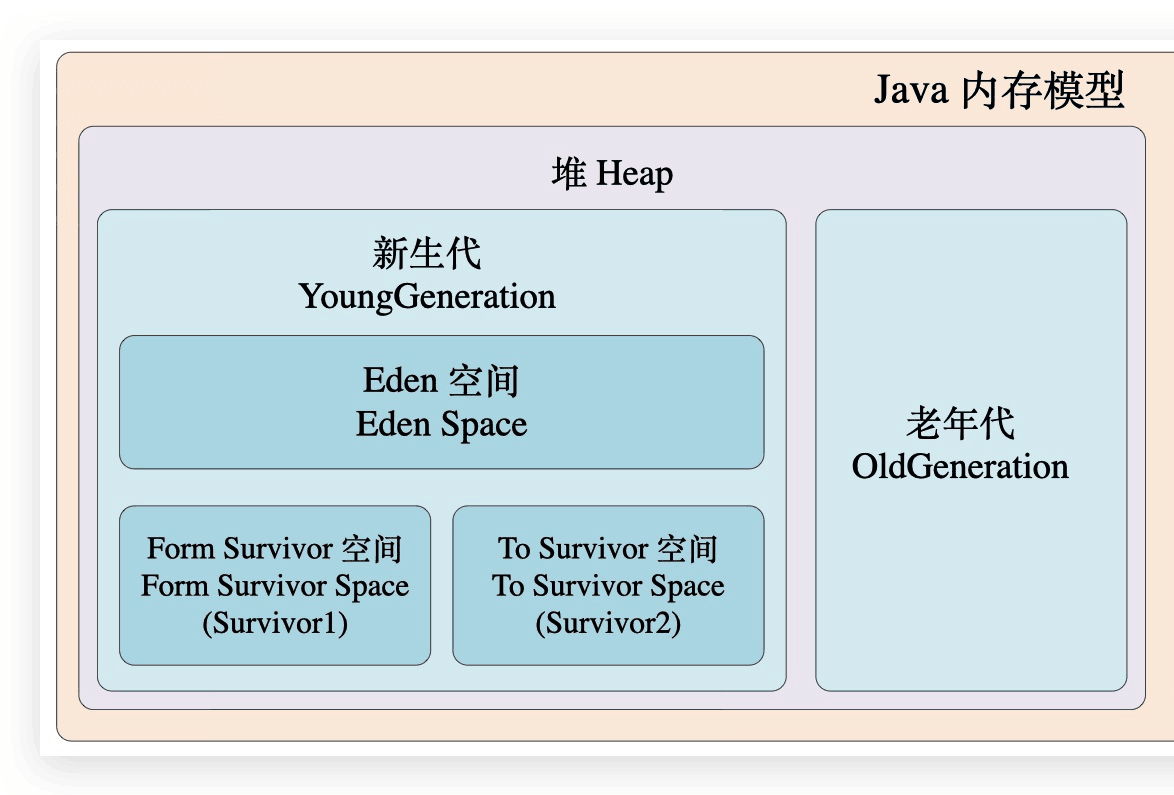 Java 内存模型
堆 Heap
新生代
YoungGeneration
Eden 空间
Eden Space
Form Survivor 空间
Form Survivor Space
(Survivor1)
To Survivor 空间
To Survivor Space
(Survivor2)
老年代
OldGeneration